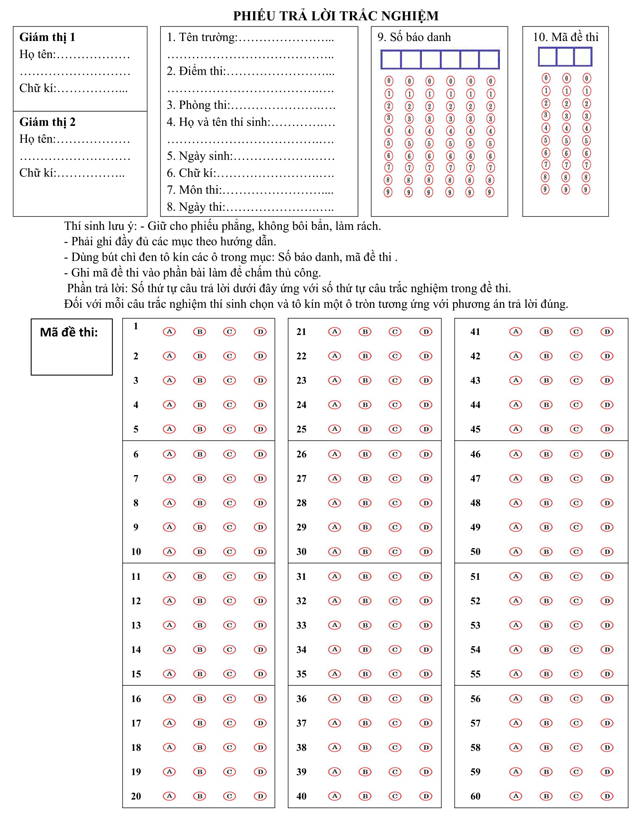 PHIẾU TRẢ LỜI TRẮC NGHIỆM
Giám thị 1
Họ tên:………………
……………………
Chữ kí:……………..
Giám thị 2
Họ tên:………………
……………………
Chữ kí:……………..
1. Tên trường:…………………...
…………………………………..
2. Điểm thi:……………………...
…………………………………
3. Phòng thi:……………………
4. Họ và tên thí sinh:……………
…………………………………
5. Ngày sinh:……………………
6. Chữ kí:………………………
7. Môn thi:……………………...
8. Ngày thi:……………………..
9. Số báo danh
0 0 0 0 0 0
1 1 1 1 1 1
2 2 2 2 2 2
3 3 3 3 3 3
4 4 4 4 4 4
5 5 5 5 5 5
6 6 6 6 6 6
7 7 7 7 7 7
8 8 8 8 8 8
9 9 9 9 9 9
10. Mã đề thi
0 0 0
1 1 1
2 2 2
3 3 3
4 4 4
5 5 5
6 6 6
7 7 7
8 8 8
9 9 9
Thí sinh lưu ý: - Giữ cho phiếu phẳng, không bôi bẩn, làm rách.
- Phải ghi đầy đủ các mục theo hướng dẫn.
- Dùng bút chì đen tô kín các ô trong mục: Số báo danh, mã đề thi .
- Ghi mã đề thi vào phần bài làm để chấm thủ công.
Phần trả lời: Số thứ tự câu trả lời dưới đây ứng với số thứ tự câu trắc nghiệm trong đề thi.
Đối với mỗi câu trắc nghiệm thí sinh chọn và tô kín một ô tròn tương ứng với phương án trả lời đúng.
Mã đề thi:
1 A B C D
2 A B C D
3 A B C D
4 A B C D
5 A B C D
6 A B C D
7 A B C D
8 A B C D
9 A B C D
10 A B C D
11 A B C D
12 A B C D
13 A B C D
14 A B C D
15 A B C D
16 A B C D
17 A B C D
18 A B C D
19 A B C D
20 A B C D
21 A B C D
22 A B C D
23 A B C D
24 A B C D
25 A B C D
26 A B C D
27 A B C D
28 A B C D
29 A B C D
30 A B C D
31 A B C D
32 A B C D
33 A B C D
34 A B C D
35 A B C D
36 A B C D
37 A B C D
38 A B C D
39 A B C D
40 A B C D
41 A B C D
42 A B C D
43 A B C D
44 A B C D
45 A B C D
46 A B C D
47 A B C D
48 A B C D
49 A B C D
50 A B C D
51 A B C D
52 A B C D
53 A B C D
54 A B C D
55 A B C D
56 A B C D
57 A B C D
58 A B C D
59 A B C D
60 A B C D